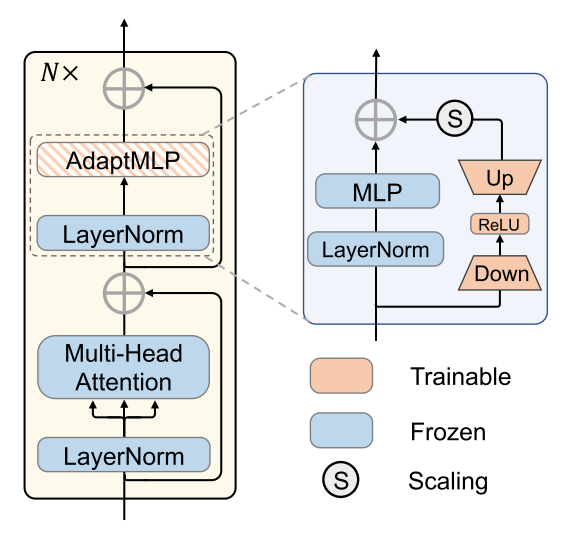 N×
AdaptMLP
LayerNorm
Multi-Head
Attention
LayerNorm
S
Up
MLP
ReLU
LayerNorm
Down
Trainable
Frozen
S
Scaling